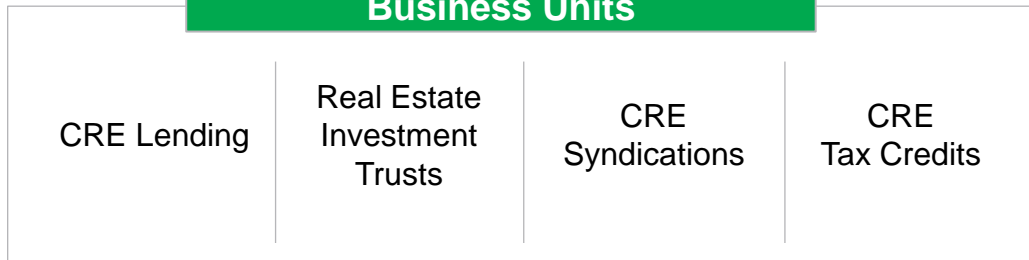 Business Units
CRE Lending
Real Estate
Investment
Trusts
CRE
Syndications
CRE
Tax Credits